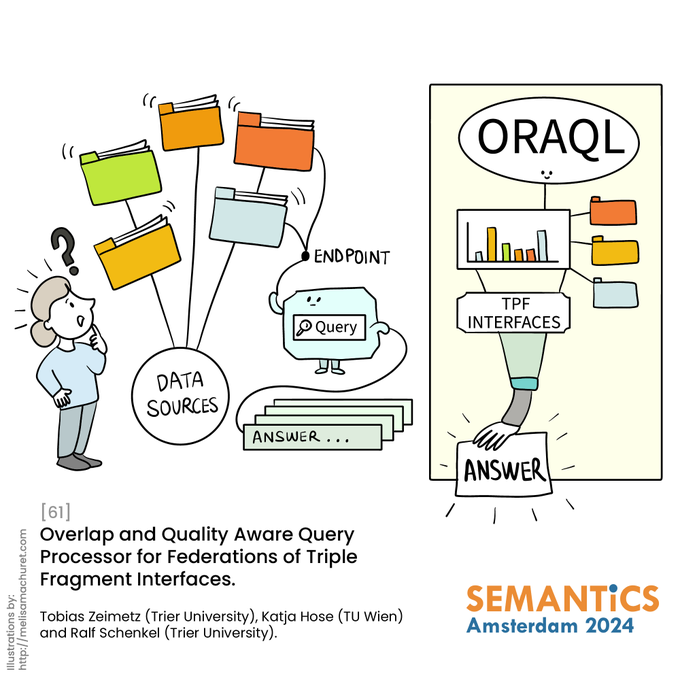 ORAQL
?
ENDPOINT
Query
TPF
INTERFACES
DATA
SOURCES
ANSWER ...
ANSWER
[61]
Overlap and Quality Aware Query
Processor for Federations of Triple
Fragment Interfaces.
Tobias Zeimetz (Trier University), Katja Hose (TU Wien)
and Ralf Schenkel (Trier University).
SEMANTiCS
Amsterdam 2024
Illustrations by:
http://melisamachuret.com